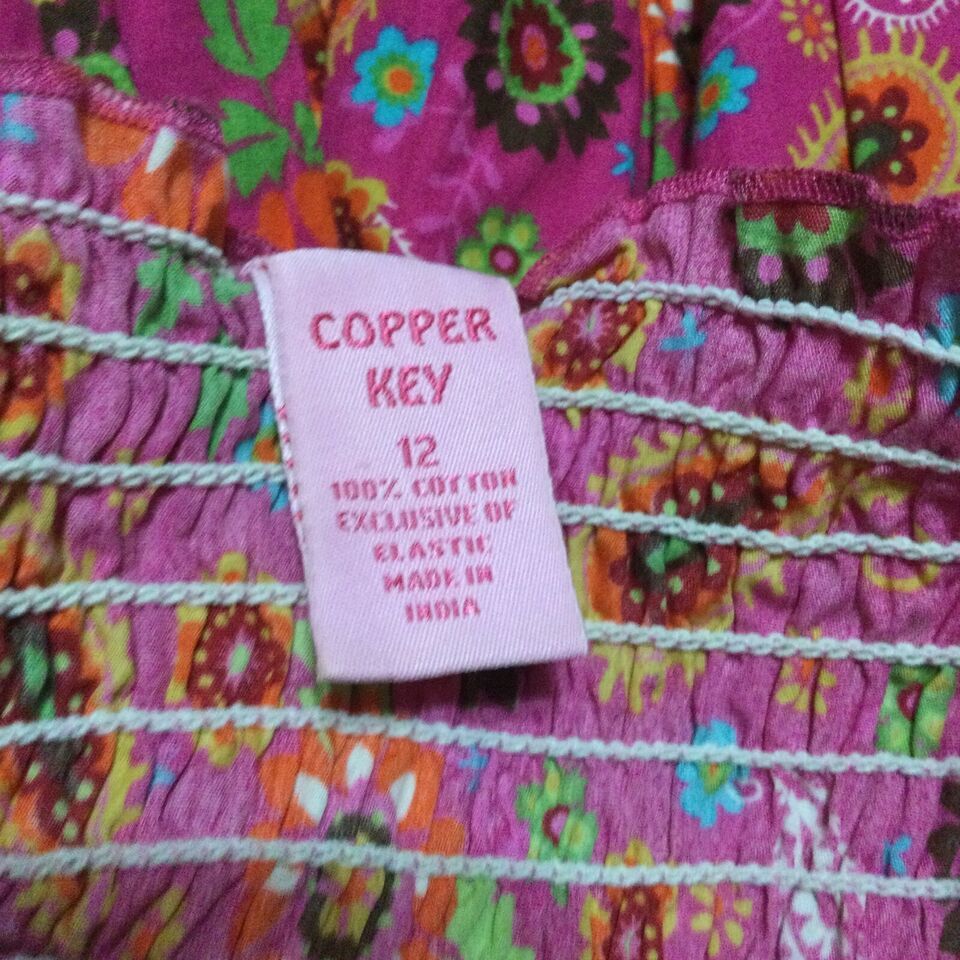 COPPER
KEY
12
100% COTTON
EXCLUSIVE OF
ELASTIC
MADE IN
INDIA